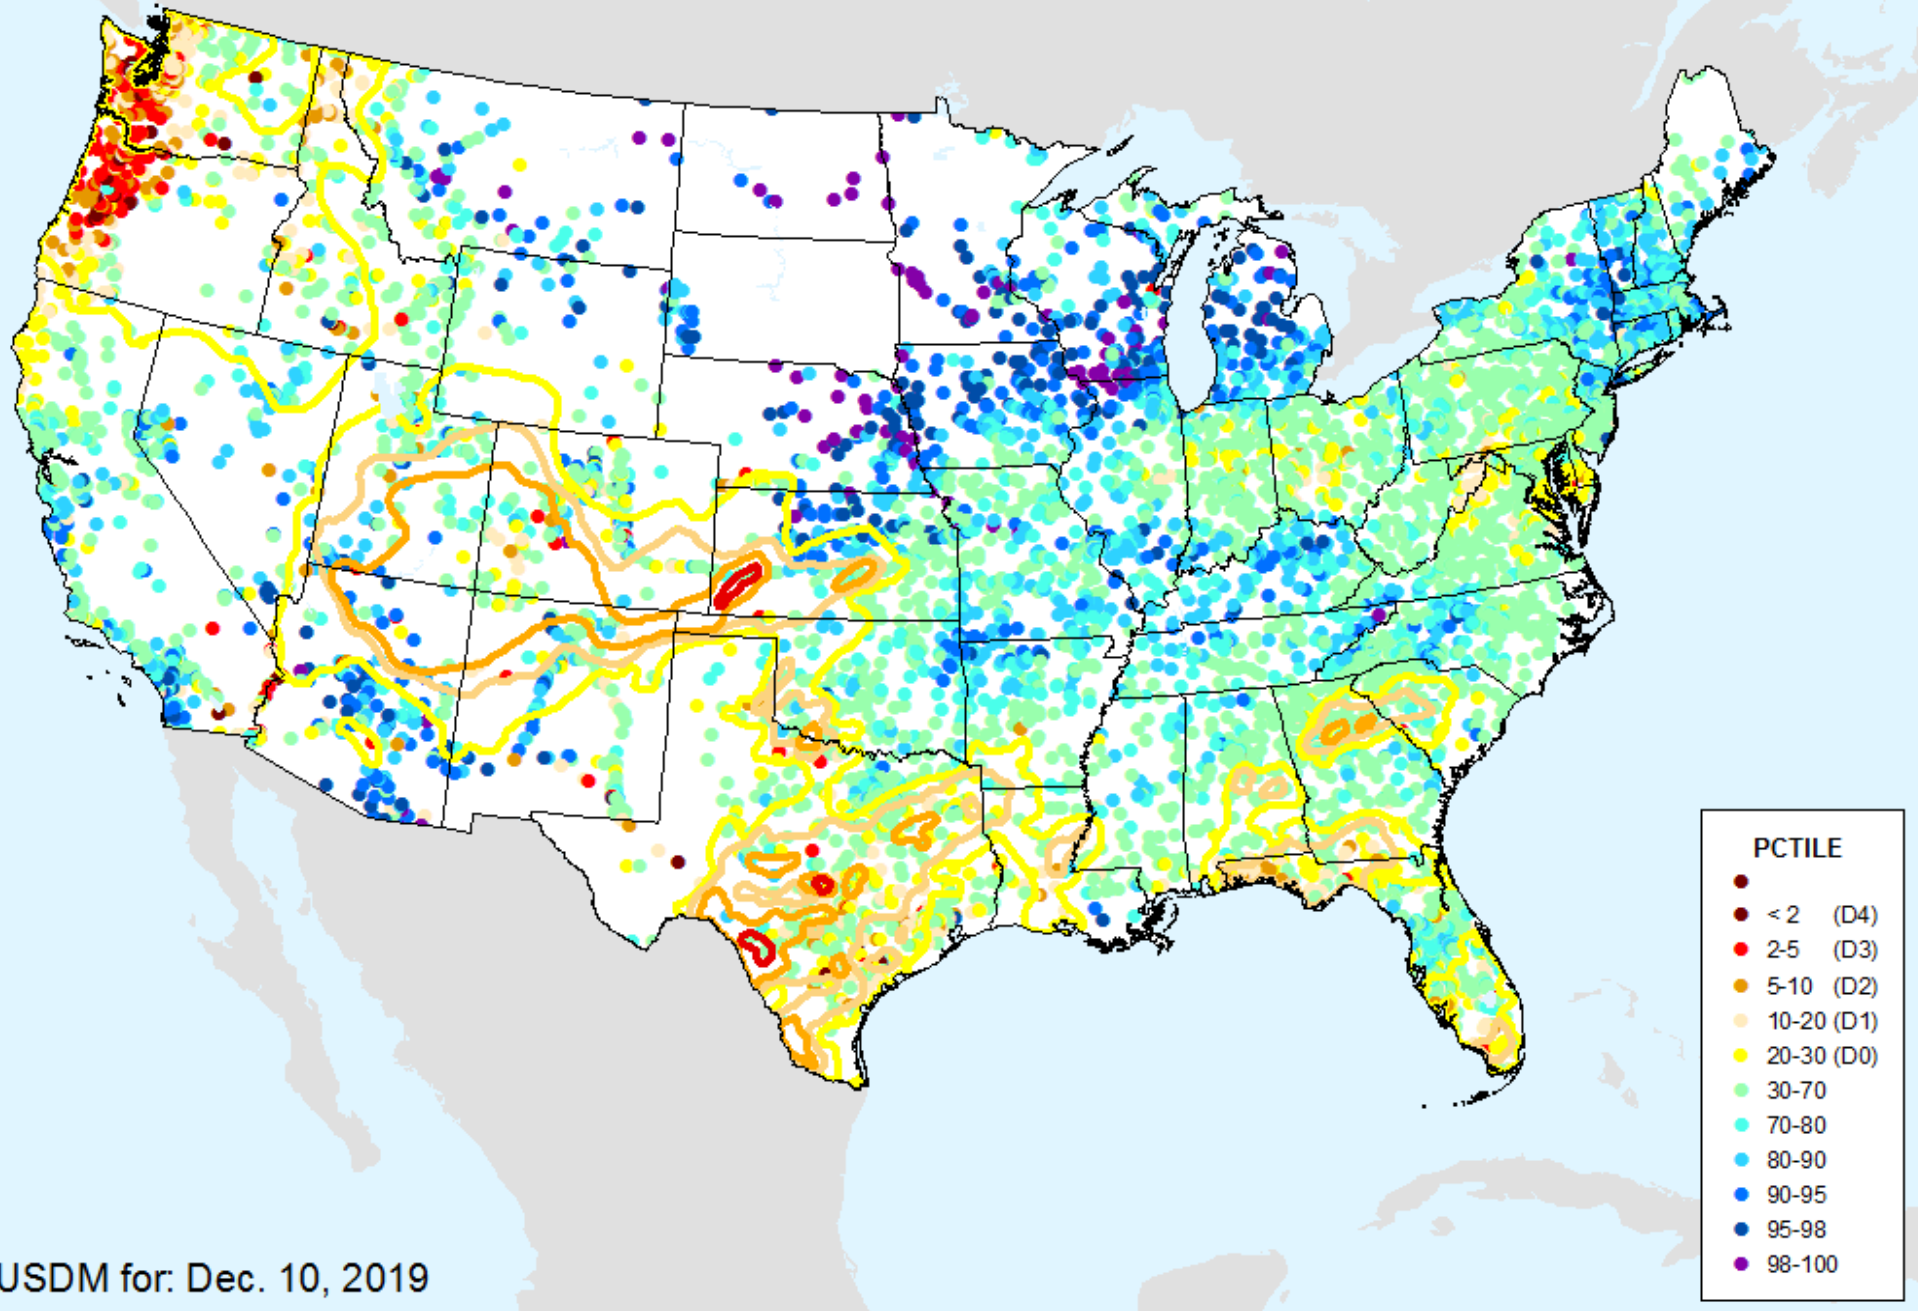 PCTILE
< 2 (D4)
2-5 (D3)
5-10 (D2)
10-20 (D1)
20-30 (D0)
30-70
70-80
80-90
90-95
95-98
98-100
USDM for: Dec. 10, 2019